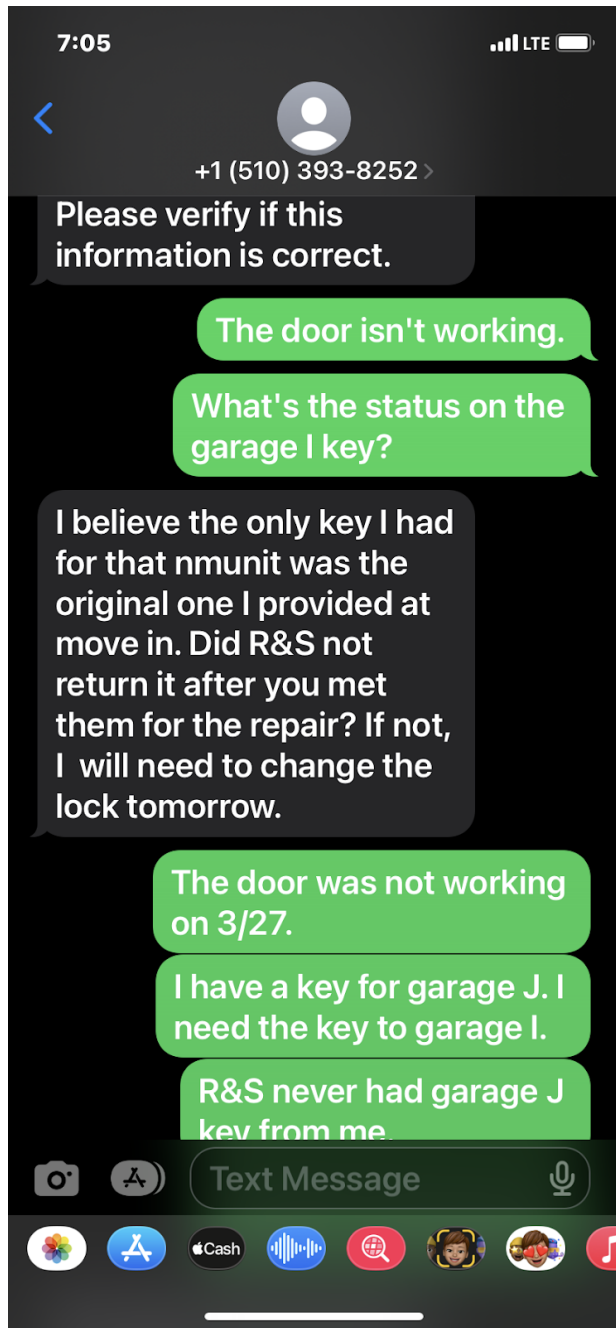 7:05
LTE
+1 (510) 393-8252
Please verify if this
information is correct.
The door isn't working.
What's the status on the
garage I key?
I believe the only key I had
for that nmunit was the
original one I provided at
move in. Did R&S not
return it after you met
them for the repair? If not,
I  will need to change the
lock tomorrow.
The door was not working
on 3/27.
I have a key for garage J. I
need the key to garage I.
R&S never had garage J
key from me.
Text Message
Cash